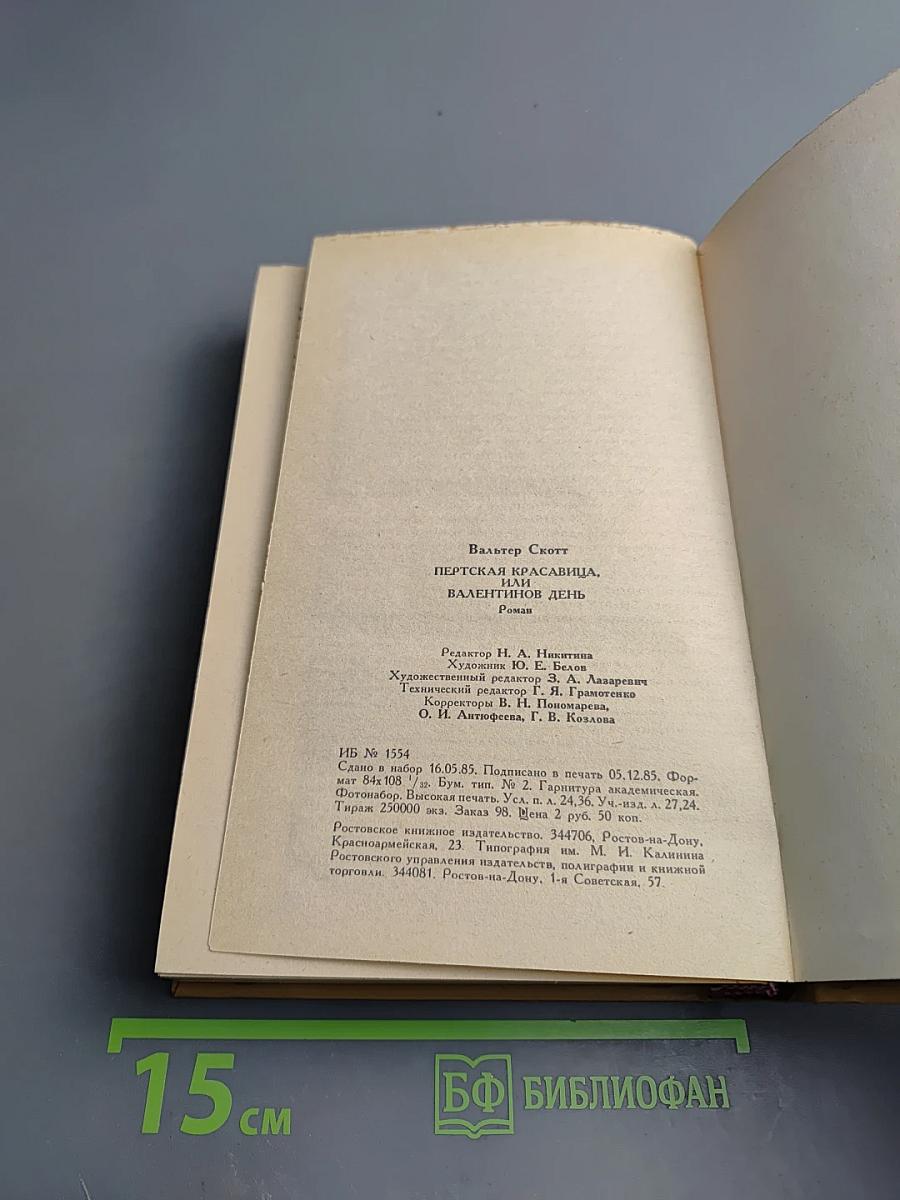 Вальтер Скотт
ПЕРТСКАЯ КРАСАВИЦА,
ИЛИ
ВАЛЕНТИНОВ ДЕНЬ
Роман
Редактор Н. А. Никитина
Художник Ю. Е. Белов
Художественный редактор З. А. Лазаревич
Технический редактор Г. Я. Грамотенко
Корректоры В. Н. Пономарева,
О. И. Антюфеева, Г. В. Козлова
ИБ № 1554
Сдано в набор 16.05.85. Подписано в печать 05.12.85. Фор-
мат 84х108 1/32. Бум. тип. № 2. Гарнитура академическая.
Фотонабор. Высокая печать. Усл. п. л. 24,36. Уч.-изд. л. 27,24.
Тираж 250000 экз. Заказ 98. Цена 2 руб. 50 коп.
Ростовское книжное издательство. 344706, Ростов-на-Дону,
Красноармейская, 23. Типография им. М. И. Калинина
Ростовского управления издательств, полиграфии и книжной
торговли. 344081. Ростов-на-Дону, 1-я Советская, 57.
15 см
БФ БИБЛИОФАН